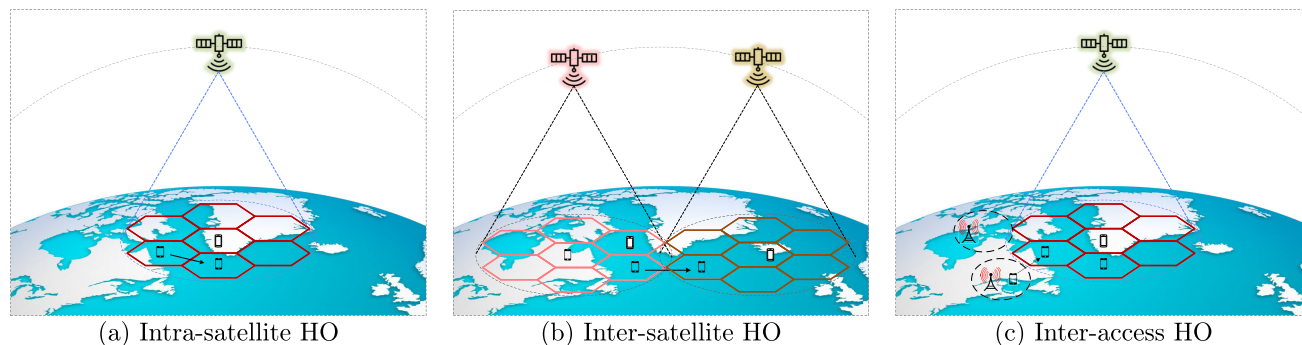 (a) Intra-satellite HO
(b) Inter-satellite HO
(c) Inter-access HO